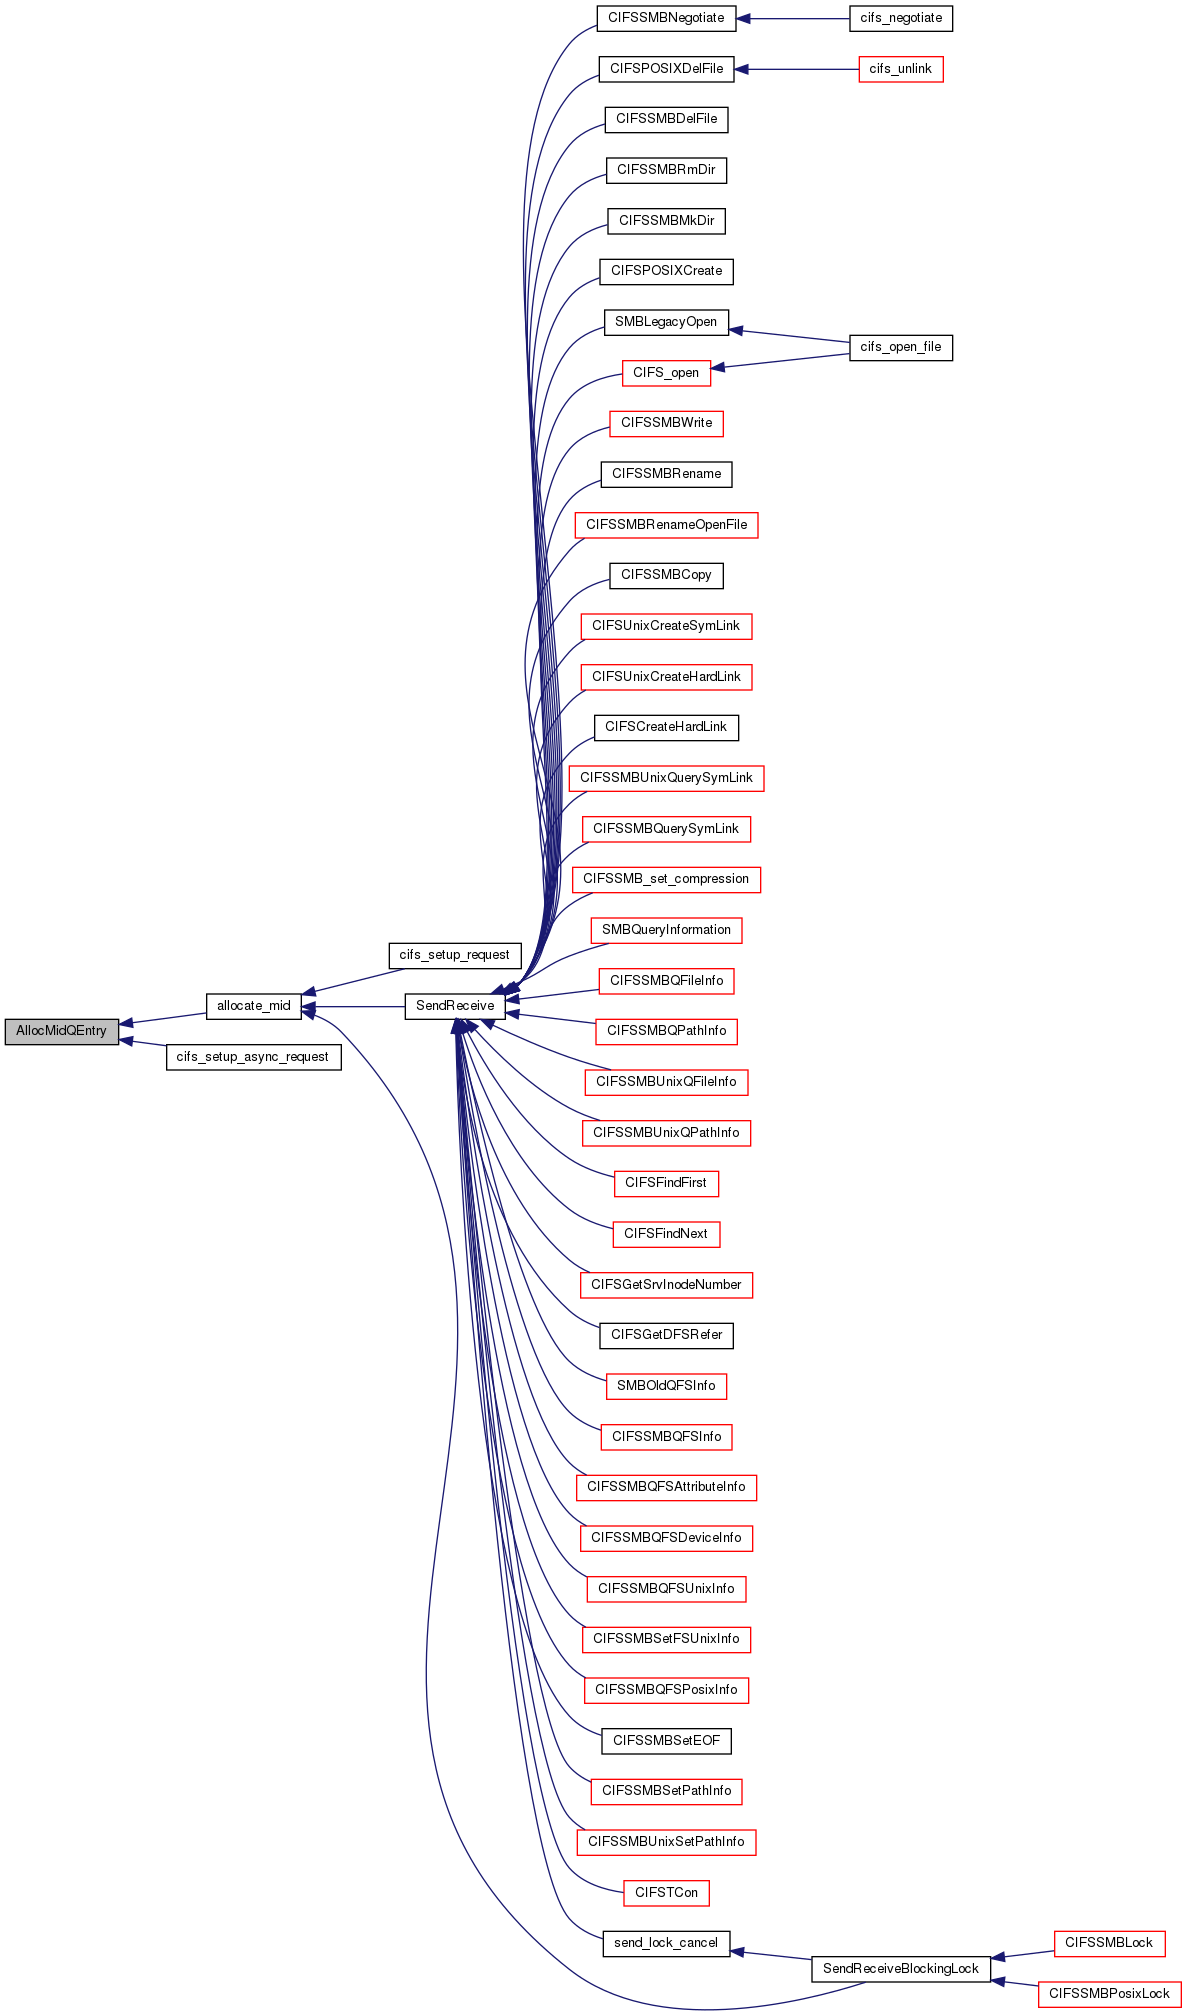 CIFSSMBNegotiate
cifs_negotiate
CIFSPOSIXDelFile
cifs_unlink
CIFSSMBDelFile
CIFSSMBRmDir
CIFSSMBMkDir
CIFSPOSIXCreate
SMBLegacyOpen
cifs_open_file
CIFS_open
CIFSSMBWrite
CIFSSMBRename
CIFSSMBRenameOpenFile
CIFSSMBCopy
CIFSUnixCreateSymLink
CIFSUnixCreateHardLink
CIFSCreateHardLink
CIFSSMBUnixQuerySymLink
CIFSSMBQuerySymLink
CIFSSMB_set_compression
SMBQueryInformation
cifs_setup_request
CIFSSMBQFileInfo
allocate_mid
SendReceive
AllocMidQEntry
CIFSSMBQPathInfo
cifs_setup_async_request
CIFSSMBUnixQFileInfo
CIFSSMBUnixQPathInfo
CIFSFindFirst
CIFSFindNext
CIFSGetSrvInodeNumber
CIFSGetDFSRefer
SMBOldQFSInfo
CIFSSMBQFSInfo
CIFSSMBQFSAttributeInfo
CIFSSMBQFSDeviceInfo
CIFSSMBQFSUnixInfo
CIFSSMBSetFSUnixInfo
CIFSSMBQFSPosixInfo
CIFSSMBSetEOF
CIFSSMBSetPathInfo
CIFSSMBUnixSetPathInfo
CIFSTCon
send_lock_cancel
CIFSSMBLock
SendReceiveBlockingLock
CIFSSMBPosixLock